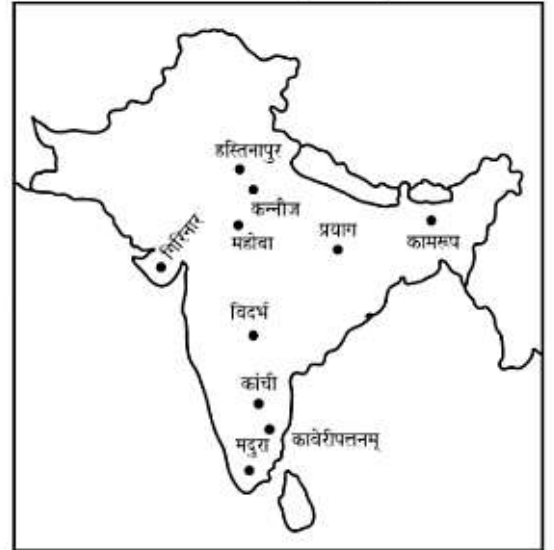 हस्तिनापुर
कन्नौज
गिरिनार
महोबा
प्रयाग
कामरूप
विदर्भ
कांची
मदुरा
कावेरीपत्तनम्